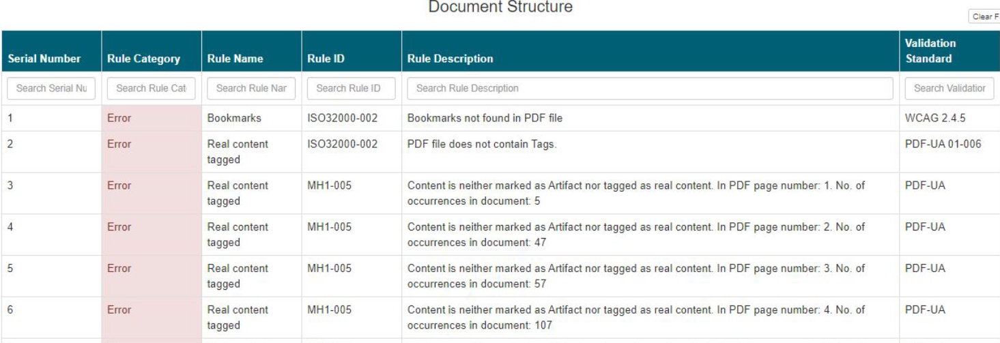 Document Structure
Clear F
Serial Number Rule Category Rule Name Rule ID Rule Description Validation Standard
Search Serial Nu Search Rule Cat Search Rule Nar Search Rule ID Search Rule Description Search Validation
1 Error Bookmarks ISO32000-002 Bookmarks not found in PDF file WCAG 2.4.5
2 Error Real content tagged ISO32000-002 PDF file does not contain Tags. PDF-UA 01-006
3 Error Real content tagged MH1-005 Content is neither marked as Artifact nor tagged as real content. In PDF page number: 1. No. of occurrences in document: 5 PDF-UA
4 Error Real content tagged MH1-005 Content is neither marked as Artifact nor tagged as real content. In PDF page number: 2. No. of occurrences in document: 47 PDF-UA
5 Error Real content tagged MH1-005 Content is neither marked as Artifact nor tagged as real content. In PDF page number: 3. No. of occurrences in document: 57 PDF-UA
6 Error Real content tagged MH1-005 Content is neither marked as Artifact nor tagged as real content. In PDF page number: 4. No. of occurrences in document: 107 PDF-UA